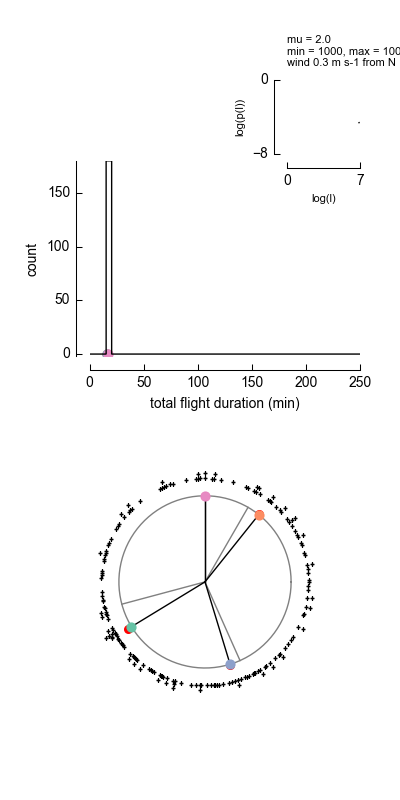 mu = 2.0
min = 1000, max = 100
wind 0.3 m s-1 from N
0
log(p(l))
−8
0
7
log(l)
150
100
50
0
count
0
50
100
150
200
250
total flight duration (min)